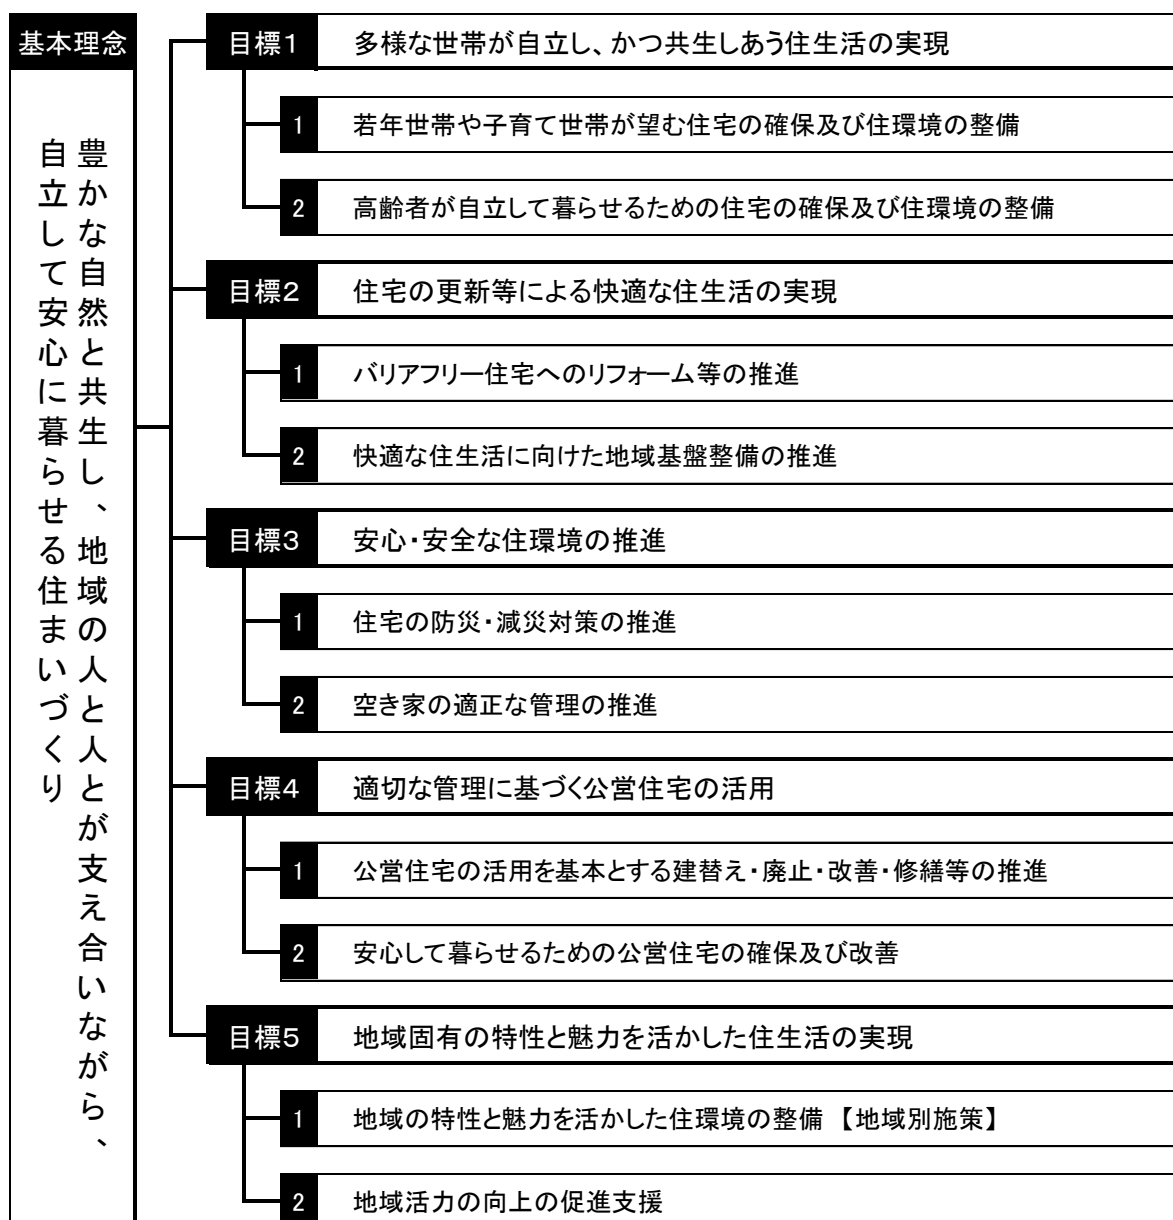 基本理念
豊かな自然と共生し、地域の人と人とが支え合いながら、
自立して安心に暮らせる住まいづくり
目標1 多様な世帯が自立し、かつ共生しあう住生活の実現
1 若年世帯や子育て世帯が望む住宅の確保及び住環境の整備
2 高齢者が自立して暮らせるための住宅の確保及び住環境の整備
目標2 住宅の更新等による快適な住生活の実現
1 バリアフリー住宅へのリフォーム等の推進
2 快適な住生活に向けた地域基盤整備の推進
目標3 安心・安全な住環境の推進
1 住宅の防災・減災対策の推進
2 空き家の適正な管理の推進
目標4 適切な管理に基づく公営住宅の活用
1 公営住宅の活用を基本とする建替え・廃止・改善・修繕等の推進
2 安心して暮らせるための公営住宅の確保及び改善
目標5 地域固有の特性と魅力を活かした住生活の実現
1 地域の特性と魅力を活かした住環境の整備 【地域別施策】
2 地域活力の向上の促進支援